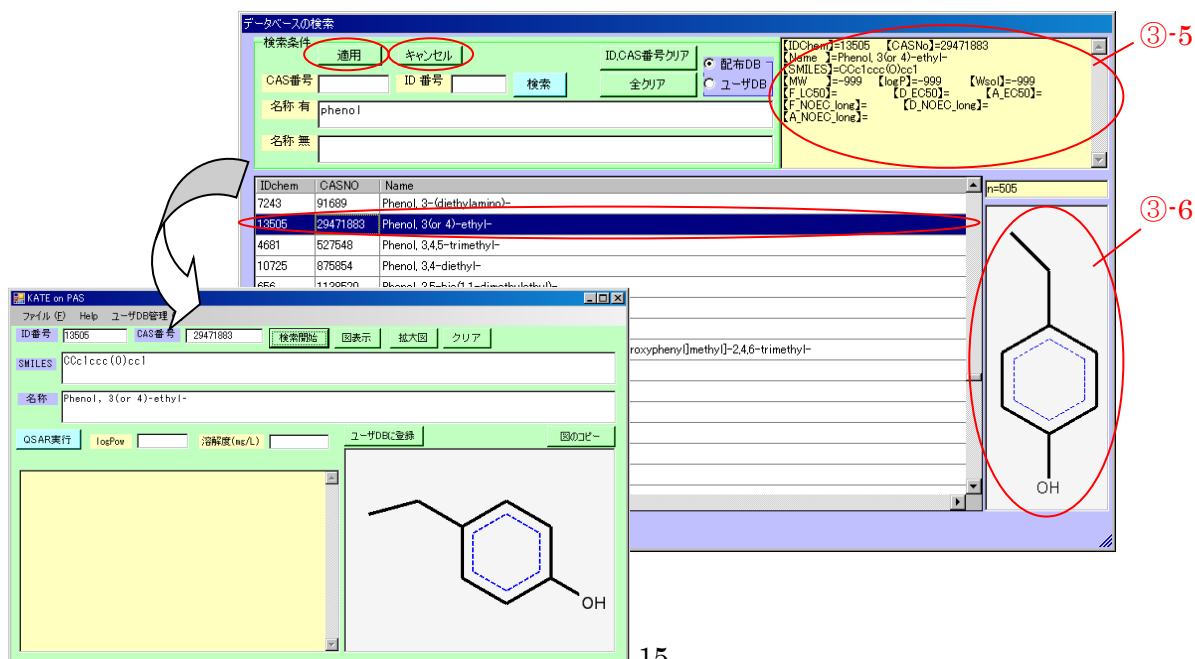 データベースの検索
検索条件
適用
キャンセル
ID,CAS番号クリア
配布DB
CAS番号
ID 番号
検索
全クリア
ユーザDB
名称 有
phenol
名称 無
【IDChem】=13505 【CASNo】=29471883
【Name 】=Phenol, 3(or 4)-ethyl-
【SMILES】=CCc1ccc(O)cc1
【MW 】=-999 【logP】=-999 【Wsol】=-999
【F_LC50】= 【D_EC50】= 【A_EC50】=
【F_NOEC_long】= 【D_NOEC_long】=
【A_NOEC_long】=
③-5
IDchem CASNO Name
7243 91689 Phenol, 3-(diethylamino)-
13505 29471883 Phenol, 3(or 4)-ethyl-
4681 527548 Phenol, 3,4,5-trimethyl-
10725 875854 Phenol, 3,4-diethyl-
roxyphenyl]methyl]-2,4,6-trimethyl-
n=505
③-6
OH
KATE on PAS
ファイル (F) Help ユーザDB管理
ID番号 13505 CAS番号 29471883 検索開始 図表示 拡大図 クリア
SMILES CCc1ccc(O)cc1
名称 Phenol, 3(or 4)-ethyl-
QSAR実行 logPow 溶解度(mg/L) ユーザDBに登録 図のコピー
OH
15